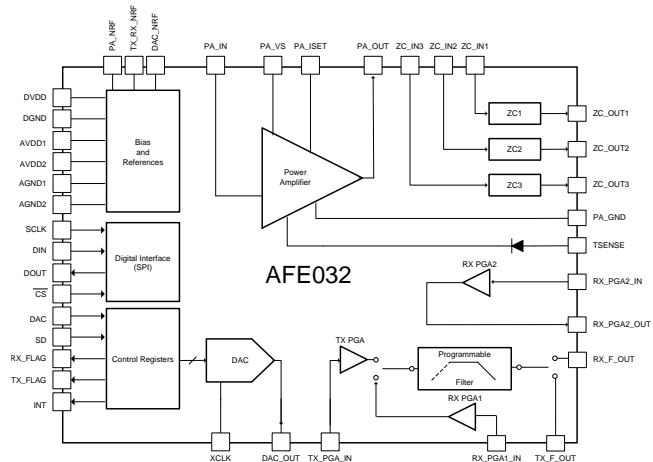 PA_NRF
TX_RX_NRF
DAC_NRF
PA_IN
PA_VS
PA_ISET
PA_OUT
ZC_IN3
ZC_IN2
ZC_IN1
DVDD
DGND
AVDD1
AVDD2
AGND1
AGND2
Bias
and
References
Power
Amplifier
ZC1
ZC2
ZC3
ZC_OUT1
ZC_OUT2
ZC_OUT3
PA_GND
TSENSE
SCLK
DIN
DOUT
CS
Digital Interface
(SPI)
AFE032
RX PGA2
RX_PGA2_IN
RX_PGA2_OUT
DAC
SD
RX_FLAG
TX_FLAG
INT
Control Registers
DAC
TX PGA
Programmable
Filter
RX PGA1
RX_F_OUT
XCLK
DAC_OUT
TX_PGA_IN
RX_PGA1_IN
TX_F_OUT